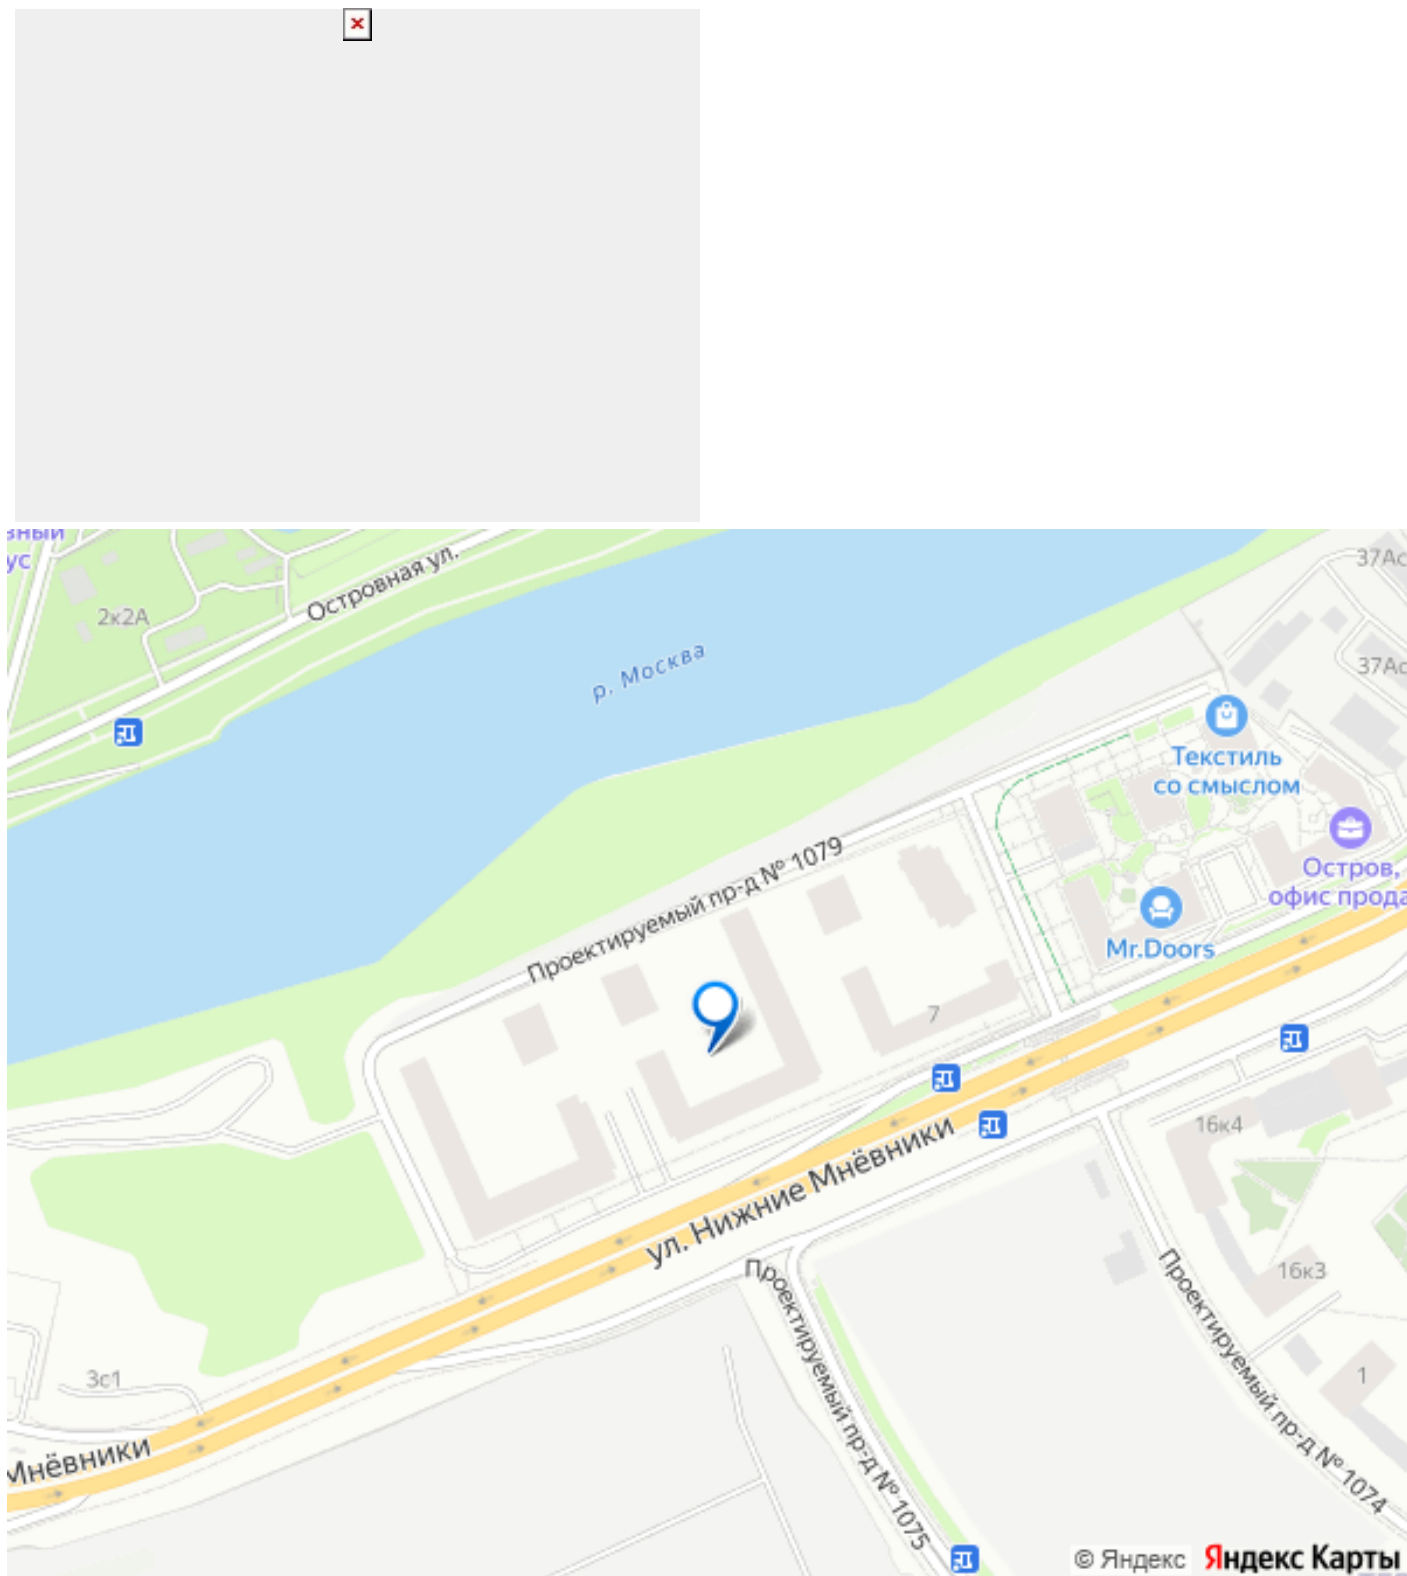 вный
ус
Островная ул.
37Ас
2к2А
р. Москва
37Ас
Текстиль
со смыслом
Проектируемый пр-д № 1079
Остров,
офис прода
Mr.Doors
7
16к4
ул. Нижние Мнёвники
Проектируемый пр-д № 1075
Проектируемый пр-д № 1074
16к3
3с1
1
Мнёвники
© Яндекс Яндекс Карты